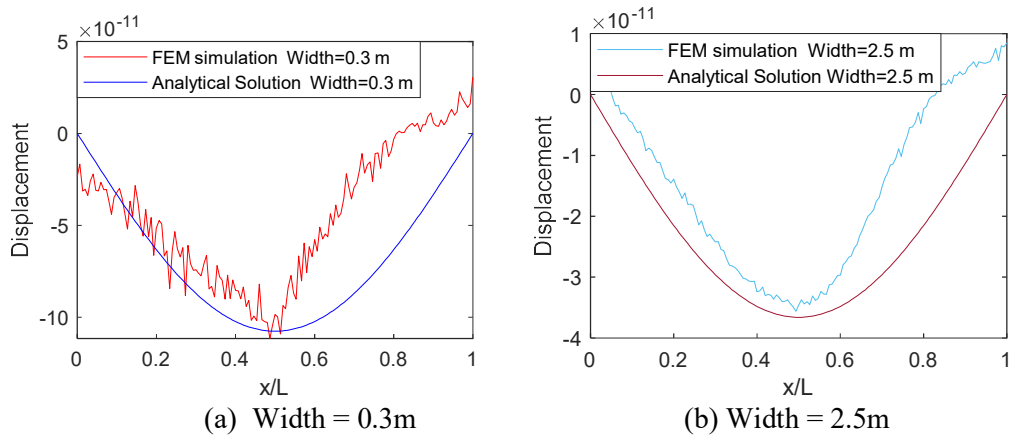 ×10⁻¹¹
5
0
-5
-10
Displacement
FEM simulation Width=0.3 m
Analytical Solution Width=0.3 m
0 0.2 0.4 0.6 0.8 1
x/L
(a) Width = 0.3m
×10⁻¹¹
1
0
-1
-2
-3
-4
Displacement
FEM simulation Width=2.5 m
Analytical Solution Width=2.5 m
0 0.2 0.4 0.6 0.8 1
x/L
(b) Width = 2.5m